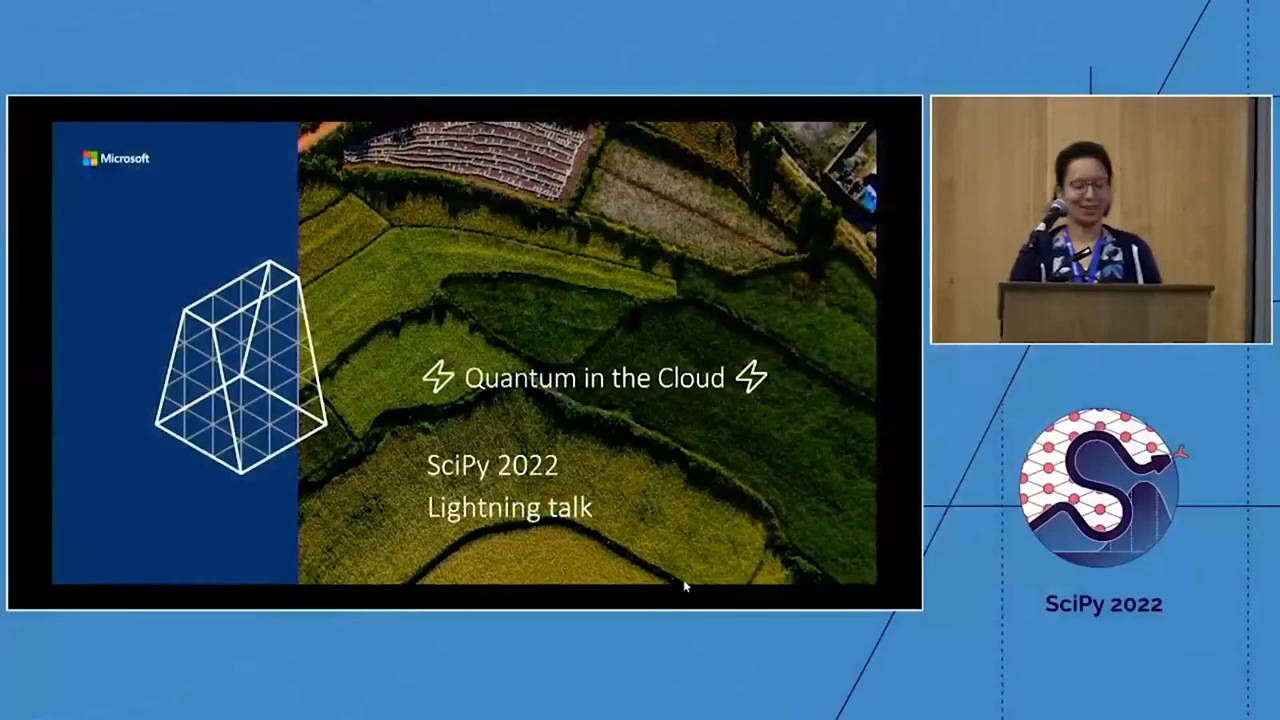 Microsoft
⚡ Quantum in the Cloud ⚡
SciPy 2022
Lightning talk
SciPy 2022